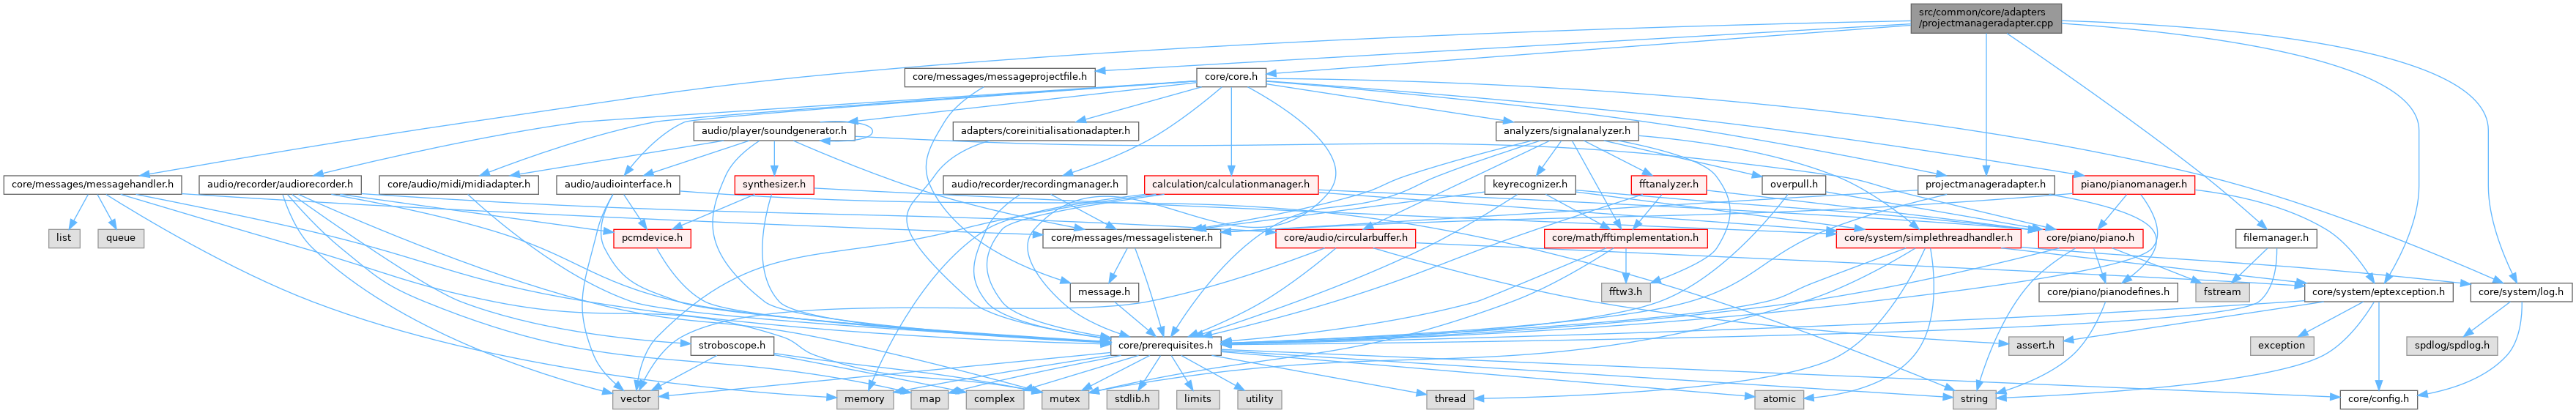 src/common/core/adapters
/projectmanageradapter.cpp
core/messages/messageprojectfile.h
core/core.h
audio/player/soundgenerator.h
adapters/coreinitialisationadapter.h
analyzers/signalanalyzer.h
core/messages/messagehandler.h
audio/recorder/audiorecorder.h
core/audio/midi/midiadapter.h
audio/audiointerface.h
synthesizer.h
audio/recorder/recordingmanager.h
calculation/calculationmanager.h
keyrecognizer.h
fftanalyzer.h
overpull.h
projectmanageradapter.h
piano/pianomanager.h
list
queue
pcmdevice.h
core/messages/messagelistener.h
core/audio/circularbuffer.h
core/math/fftimplementation.h
core/system/simplethreadhandler.h
core/piano/piano.h
filemanager.h
message.h
fftw3.h
core/piano/pianodefines.h
fstream
core/system/eptexception.h
core/system/log.h
stroboscope.h
core/prerequisites.h
assert.h
exception
spdlog/spdlog.h
vector
memory
map
complex
mutex
stdlib.h
limits
utility
thread
atomic
string
core/config.h